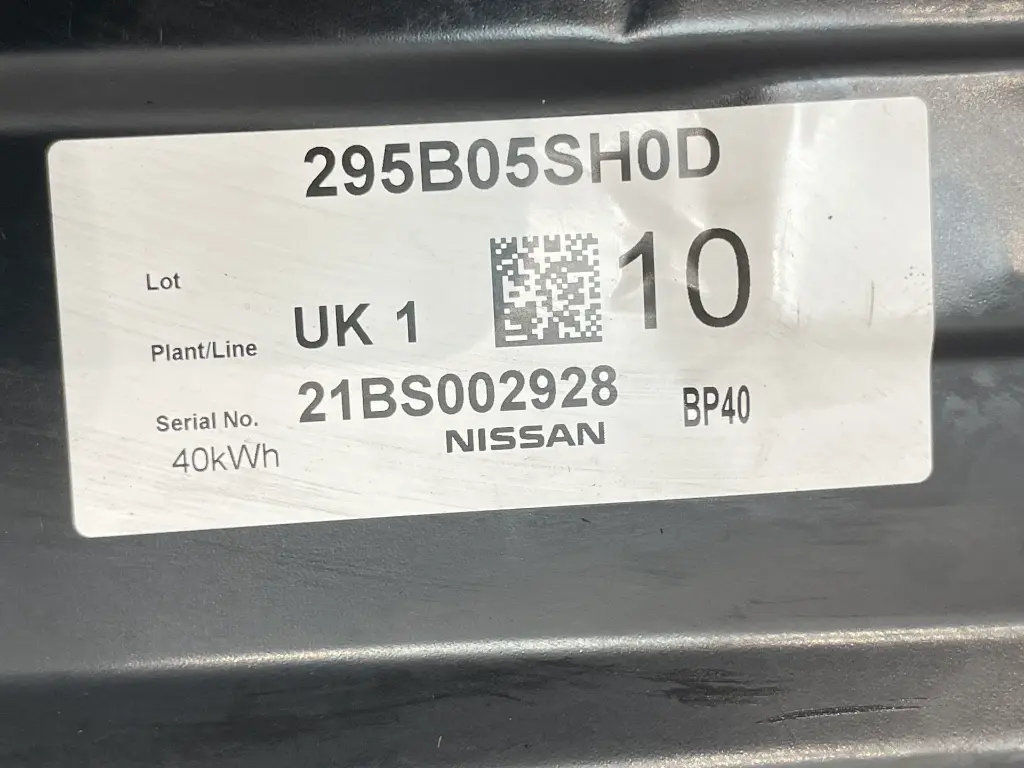 295B05SH0D
Lot
10
Plant/Line UK 1
Serial No. 21BS002928 BP40
40kWh NISSAN